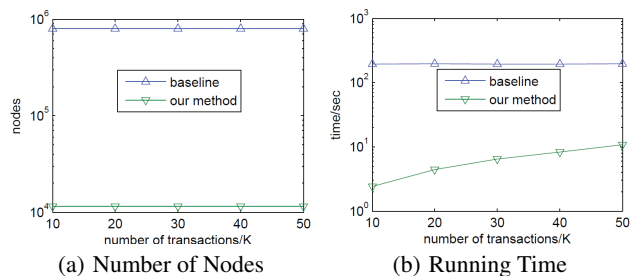 10^6
10^5
10^4
nodes
baseline
our method
10 20 30 40 50
number of transactions/K
(a) Number of Nodes
10^3
10^2
10^1
10^0
time/sec
baseline
our method
10 20 30 40 50
number of transactions/K
(b) Running Time